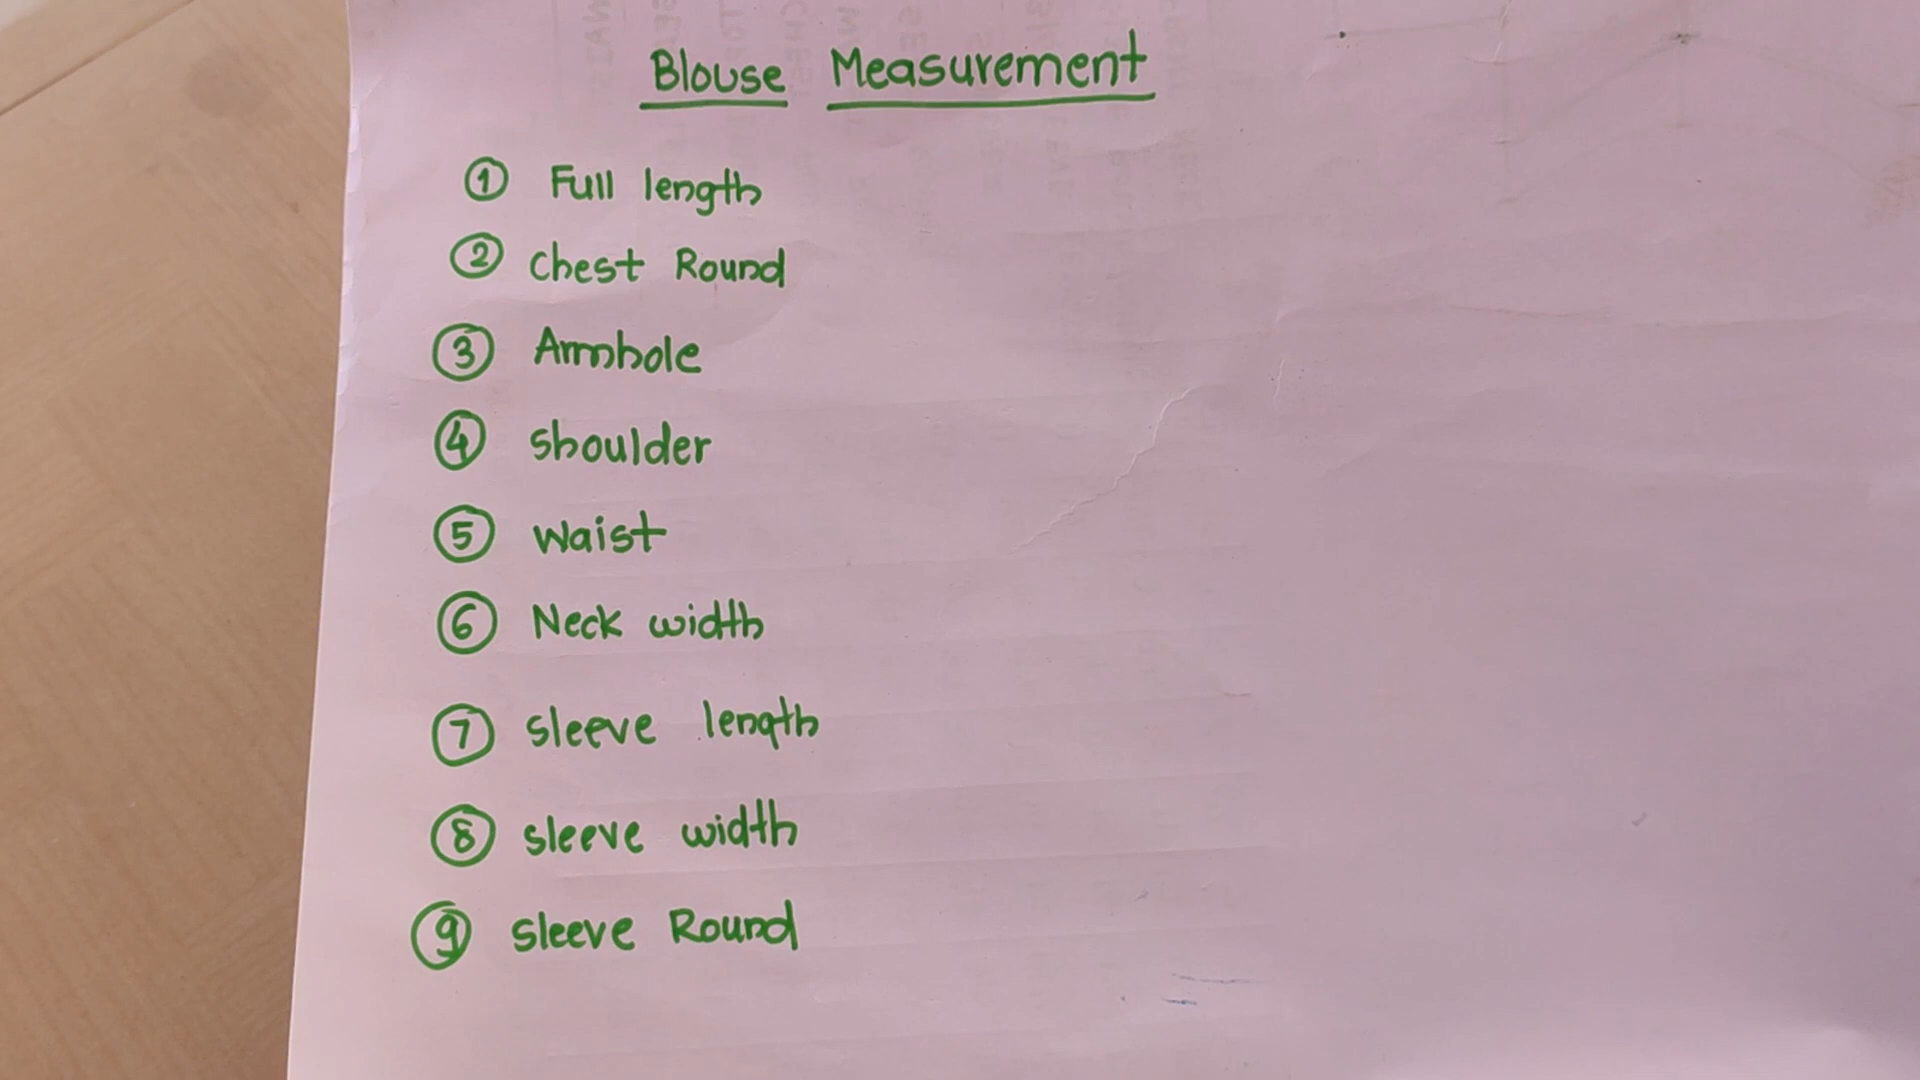 Blouse Measurement
① Full length
② Chest Round
③ Armhole
④ shoulder
⑤ waist
⑥ Neck width
⑦ sleeve length
⑧ sleeve width
⑨ sleeve Round